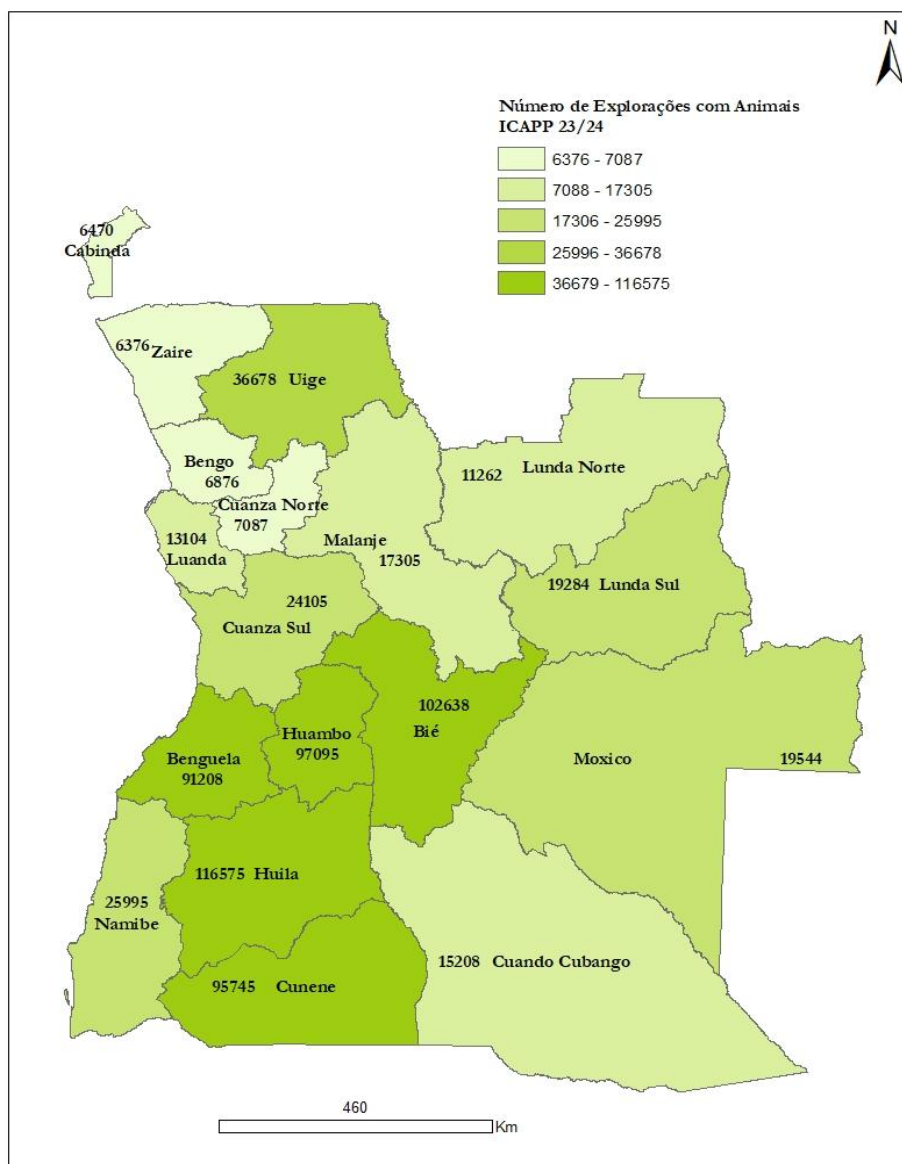 N
Número de Explorações com Animais
ICAPP 23/24
6376 - 7087
7088 - 17305
17306 - 25995
25996 - 36678
36679 - 116575
6470
Cabinda
6376 Zaire
36678 Uige
Bengo
6876
Cuanza Norte
7087
11262 Lunda Norte
13104
Luanda
Malanje
17305
19284 Lunda Sul
24105
Cuanza Sul
102638
Bié
Huambo
97095
Benguela
91208
Moxico 19544
116575 Huila
25995
Namibe
15208 Cuando Cubango
95745 Cunene
460
Km